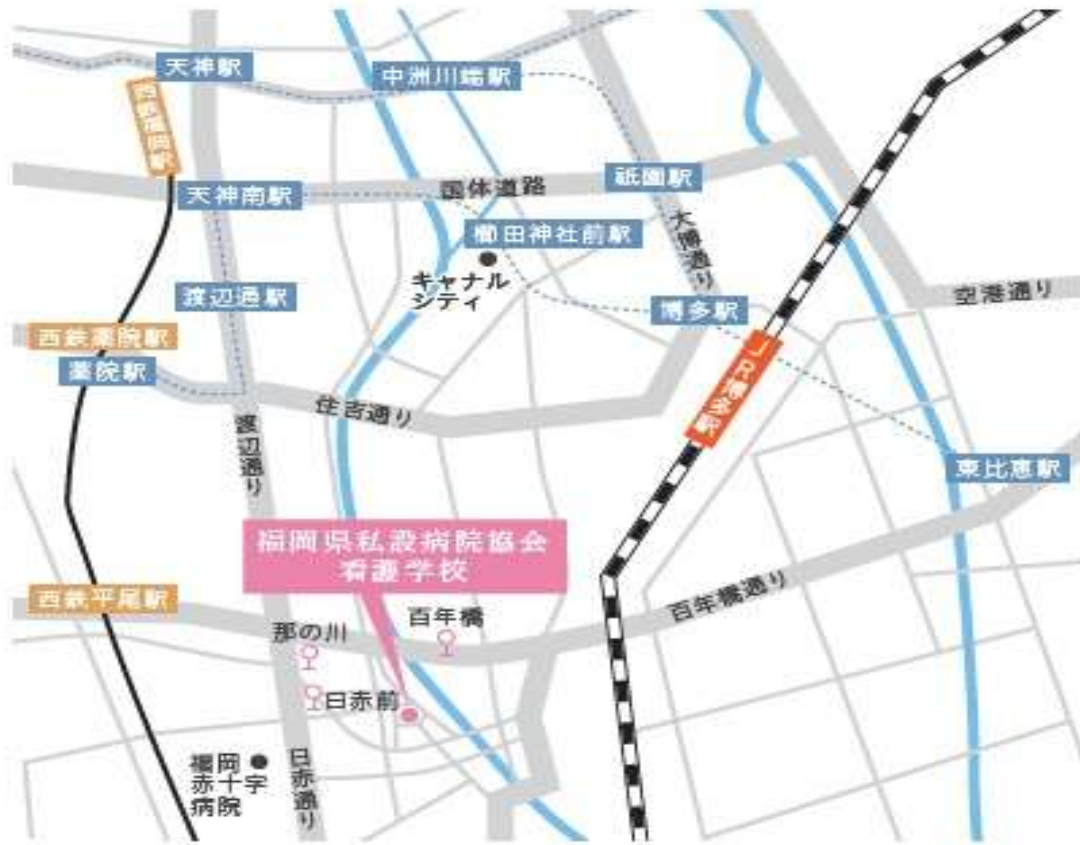 天神駅
中洲川端駅
西鉄福岡駅
天神南駅
国体道路
祇園駅
櫛田神社前駅
大博通り
キャナル
シティ
渡辺通駅
博多駅
空港通り
西鉄薬院駅
薬院駅
JR博多駅
住吉通り
渡辺通り
東比恵駅
福岡県私設病院協会
看護学校
西鉄平尾駅
百年橋通り
百年橋
那の川
日赤前
福岡
赤十字
病院
日赤通り